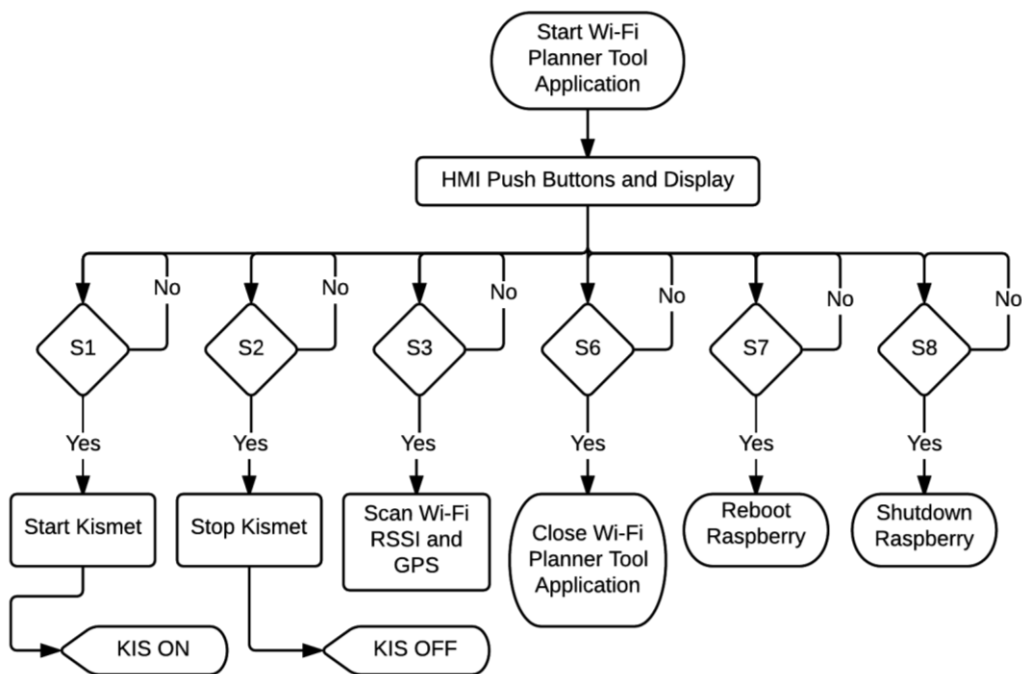 Start Wi-Fi
Planner Tool
Application
HMI Push Buttons and Display
No
No
No
No
No
No
S1
S2
S3
S6
S7
S8
Yes
Yes
Yes
Yes
Yes
Yes
Start Kismet
Stop Kismet
Scan Wi-Fi
RSSI and
GPS
Close Wi-Fi
Planner Tool
Application
Reboot
Raspberry
Shutdown
Raspberry
KIS ON
KIS OFF